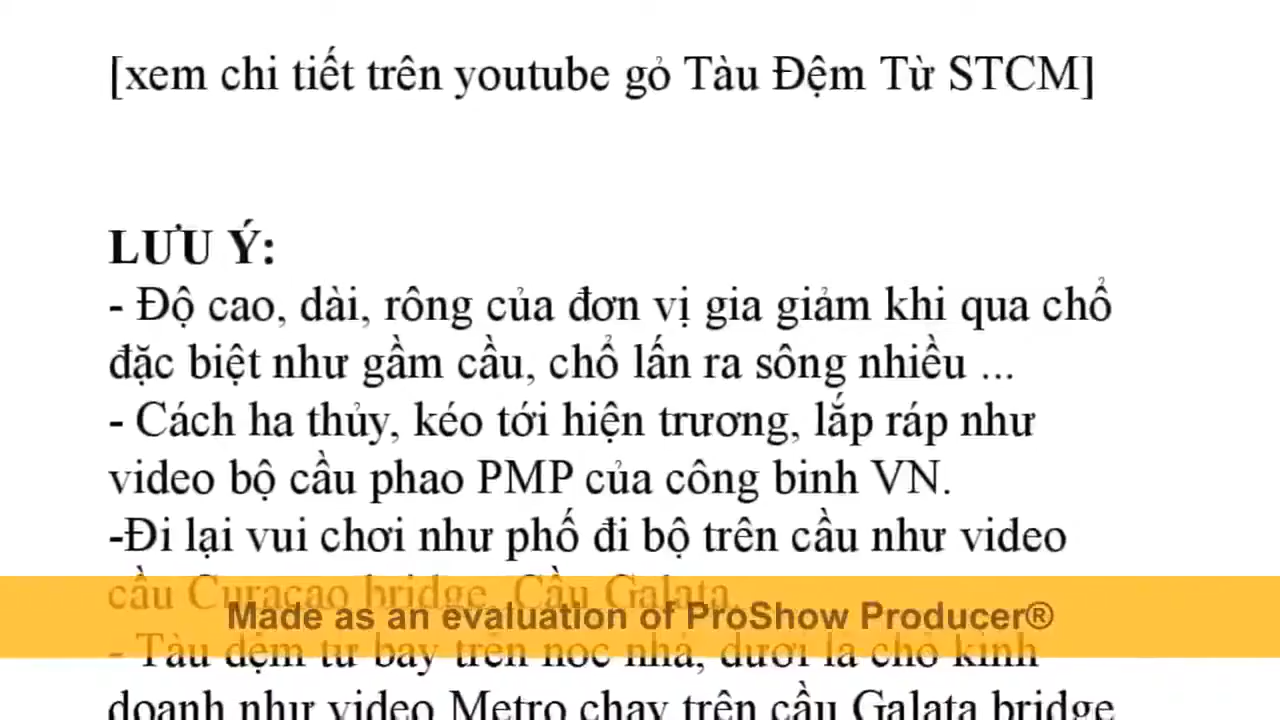 [xem chi tiết trên youtube gỏ Tàu Đệm Từ STCM]
LƯU Ý:
- Độ cao, dài, rông của đơn vị gia giảm khi qua chổ
đặc biệt như gầm cầu, chổ lấn ra sông nhiều ...
- Cách ha thủy, kéo tới hiện trương, lắp ráp như
video bộ cầu phao PMP của công binh VN.
-Đi lại vui chơi như phố đi bộ trên cầu như video
cầu Curacao bridge, Cầu Galata.
Made as an evaluation of ProShow Producer®
- Tàu đệm từ bay trên nóc nhà, dưới là chỗ kinh
doanh như video Metro chay trên cầu Galata bridge